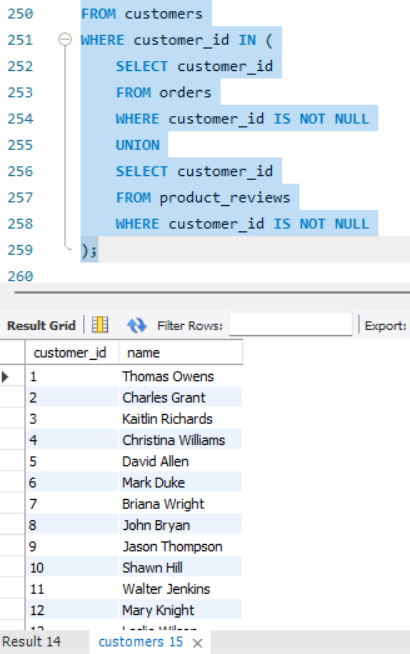 250 FROM customers
251 WHERE customer_id IN (
252 SELECT customer_id
253 FROM orders
254 WHERE customer_id IS NOT NULL
255 UNION
256 SELECT customer_id
257 FROM product_reviews
258 WHERE customer_id IS NOT NULL
259 );
260
Result Grid Filter Rows: Export:
customer_id name
1 Thomas Owens
2 Charles Grant
3 Kaitlin Richards
4 Christina Williams
5 David Allen
6 Mark Duke
7 Briana Wright
8 John Bryan
9 Jason Thompson
10 Shawn Hill
11 Walter Jenkins
12 Mary Knight
Result 14 customers 15